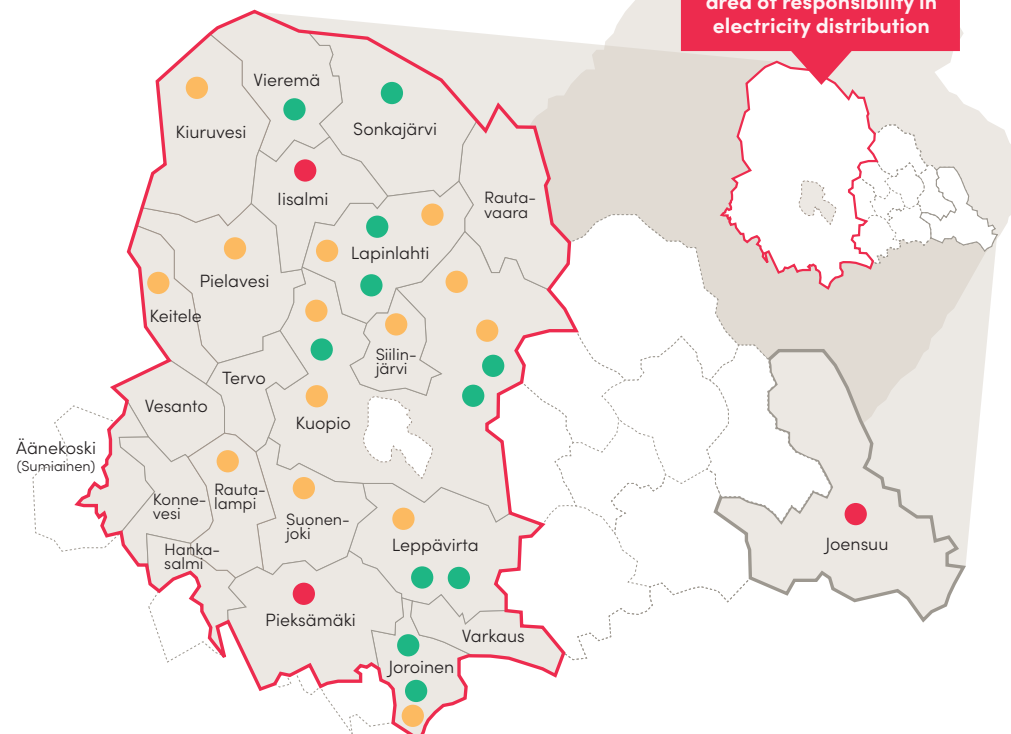 area of responsibility in
electricity distribution
Vieremä
Kiuruvesi
Sonkajärvi
Iisalmi
Rauta-
vaara
Lapinlahti
Pielavesi
Keitele
Siilin-
järvi
Tervo
Vesanto
Kuopio
Äänekoski
(Sumiainen)
Konne-
vesi
Rauta-
lampi
Suonen-
joki
Leppävirta
Hanka-
salmi
Joensuu
Pieksämäki
Varkaus
Joroinen